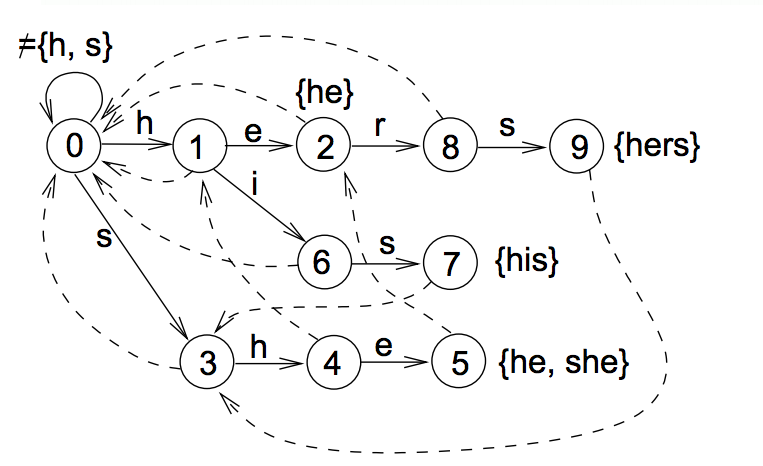 ≠{h, s}
{he}
0 h 1 e 2 r 8 s 9 {hers}
i
s 6 s 7 {his}
3 h 4 e 5 {he, she}